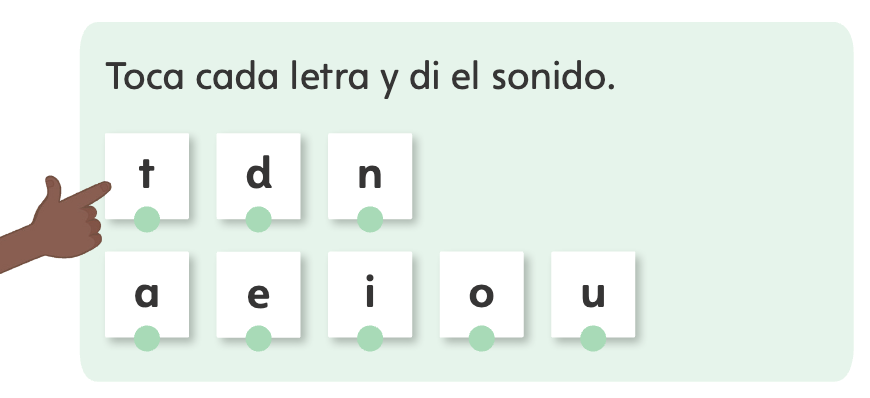 Toca cada letra y di el sonido.
t d n
a e i o u